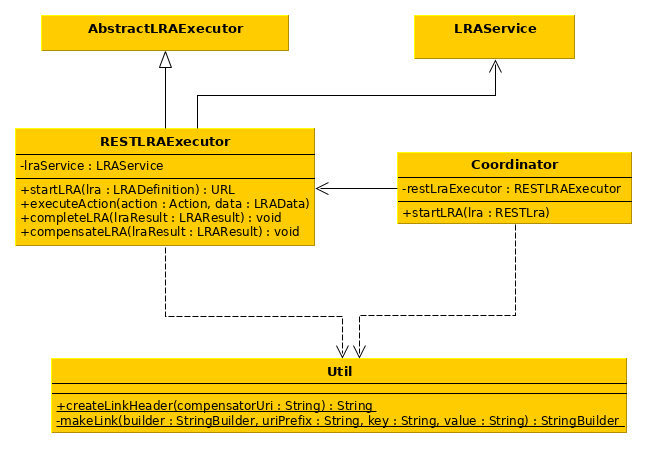 AbstractLRAExecutor
LRAService
RESTLRAExecutor
-lraService : LRAService
+startLRA(lra : LRADefinition) : URL
+executeAction(action : Action, data : LRAData)
+completeLRA(lraResult : LRAResult) : void
+compensateLRA(lraResult : LRAResult) : void
Coordinator
-restLraExecutor : RESTLRAExecutor
+startLRA(lra : RESTLra)
Util
+createLinkHeader(compensatorUri : String) : String
-makeLink(builder : StringBuilder, uriPrefix : String, key : String, value : String) : StringBuilder